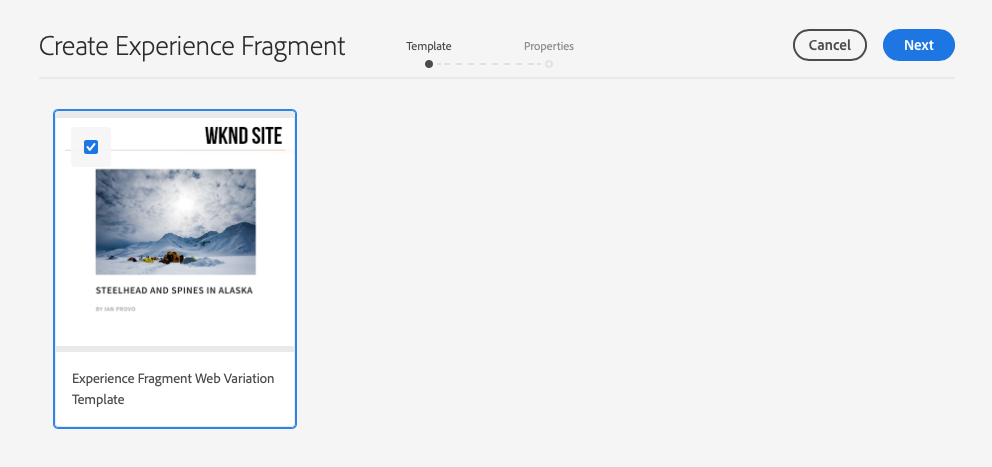 Create Experience Fragment
Template
Properties
Cancel
Next
WKND SITE
STEELHEAD AND SPINES IN ALASKA
BY IAN PROVO
Experience Fragment Web Variation
Template